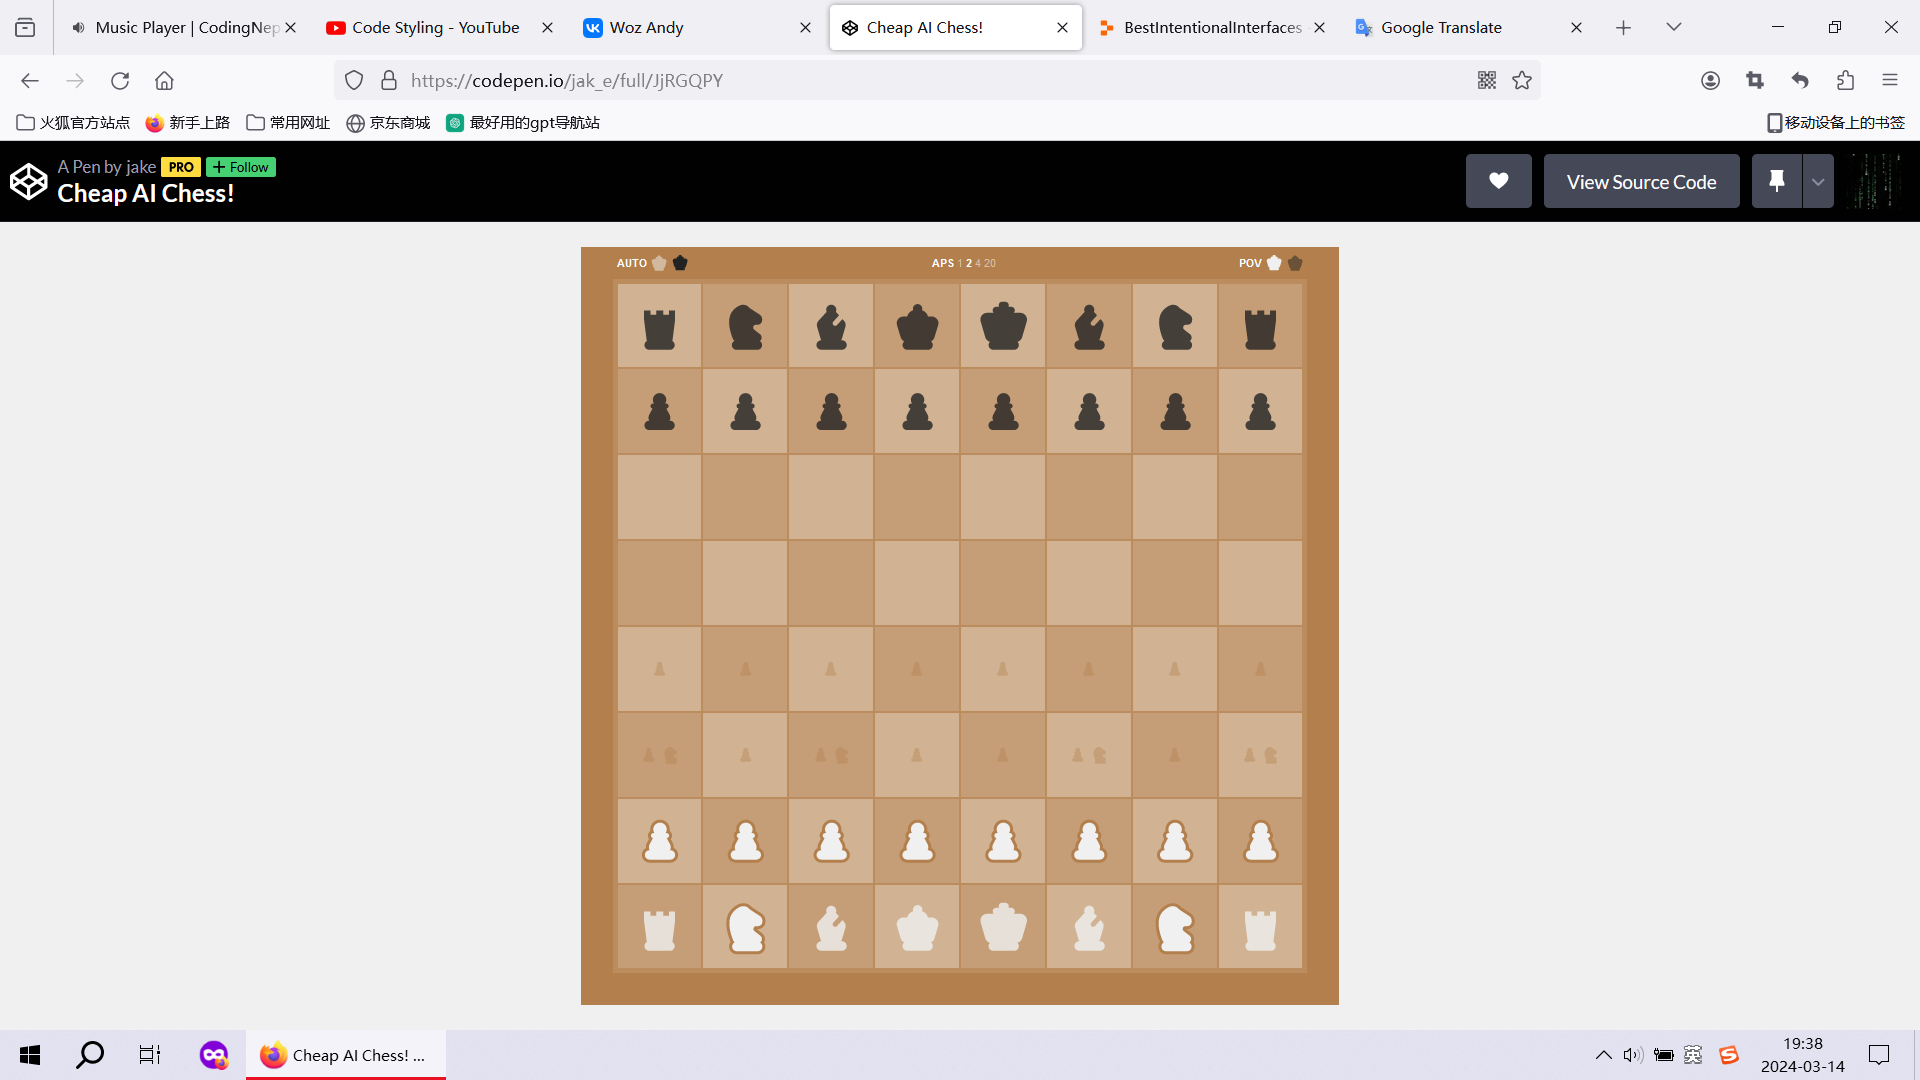 Music Player | CodingNep
Code Styling - YouTube
Woz Andy
Cheap AI Chess!
BestIntentionalInterfaces
Google Translate
https://codepen.io/jak_e/full/JjRGQPY
火狐官方站点
新手上路
常用网址
京东商城
最好用的gpt导航站
移动设备上的书签
A Pen by jake PRO + Follow
Cheap AI Chess!
View Source Code
AUTO
APS 1 2 4 20
POV
Cheap AI Chess! ...
英
19:38
2024-03-14